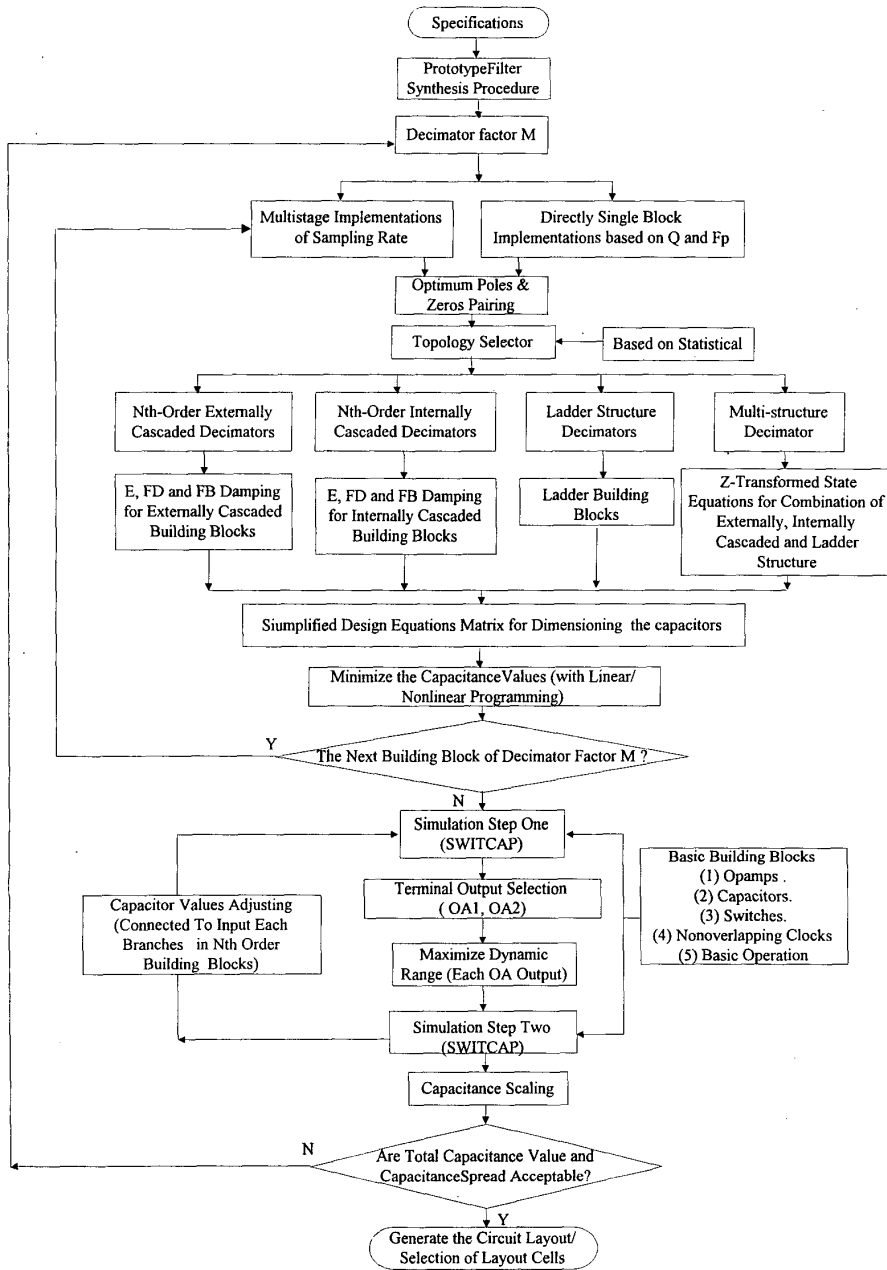 Specifications
PrototypeFilter
Synthesis Procedure
Decimator factor M
Multistage Implementations
of Sampling Rate
Directly Single Block
Implementations based on Q and Fp
Optimum Poles &
Zeros Pairing
Topology Selector
Based on Statistical
Nth-Order Externally
Cascaded Decimators
Nth-Order Internally
Cascaded Decimators
Ladder Structure
Decimators
Multi-structure
Decimator
E, FD and FB Damping
for Externally Cascaded
Building Blocks
E, FD and FB Damping
for Internally Cascaded
Building Blocks
Ladder Building
Blocks
Z-Transformed State
Equations for Combination of
Externally, Internally
Cascaded and Ladder
Structure
Siumplified Design Equations Matrix for Dimensioning the capacitors
Minimize the CapacitanceValues (with Linear/
Nonlinear Programming)
Y
The Next Building Block of Decimator Factor M ?
N
Simulation Step One
(SWITCAP)
Terminal Output Selection
( OA1, OA2)
Maximize Dynamic
Range (Each OA Output)
Simulation Step Two
(SWITCAP)
Capacitor Values Adjusting
(Connected To Input Each
Branches in Nth Order
Building Blocks)
Basic Building Blocks
(1) Opamps .
(2) Capacitors.
(3) Switches.
(4) Nonoverlapping Clocks
(5) Basic Operation
Capacitance Scaling
N
Are Total Capacitance Value and
CapacitanceSpread Acceptable?
Y
Generate the Circuit Layout/
Selection of Layout Cells